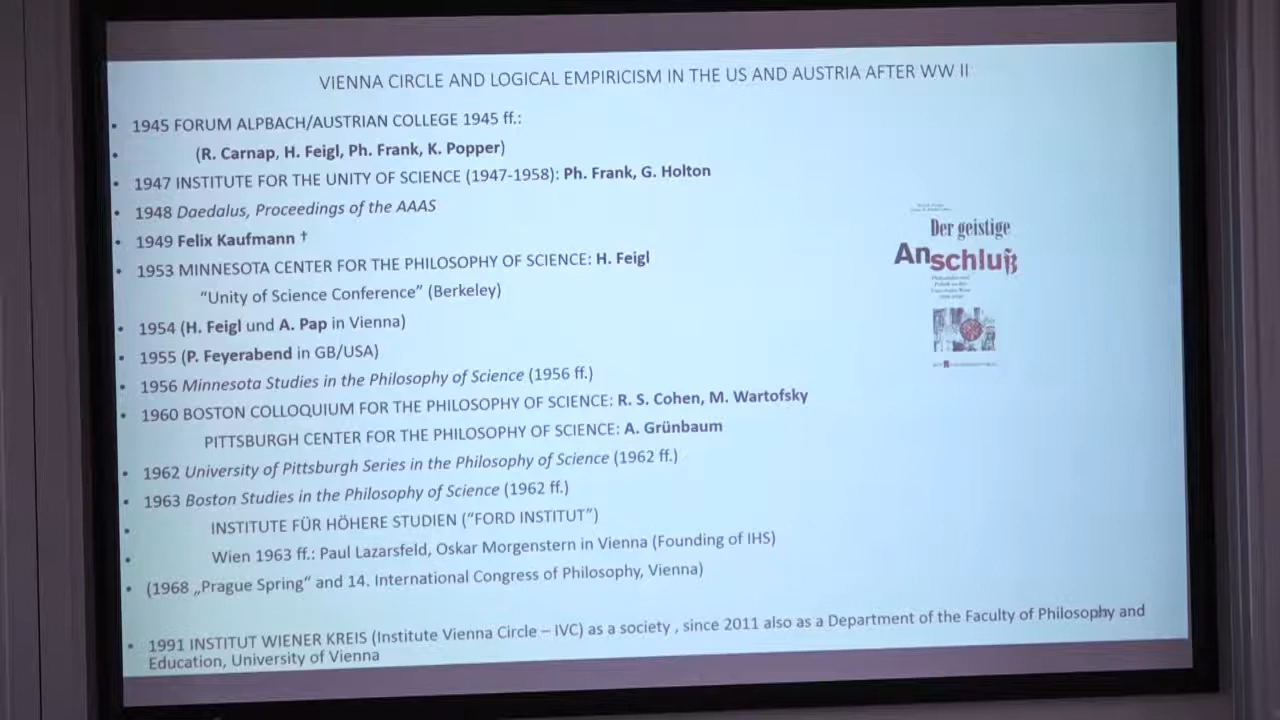 VIENNA CIRCLE AND LOGICAL EMPIRICISM IN THE US AND AUSTRIA AFTER WW II
• 1945 FORUM ALPBACH/AUSTRIAN COLLEGE 1945 ff.:
• (R. Carnap, H. Feigl, Ph. Frank, K. Popper)
• 1947 INSTITUTE FOR THE UNITY OF SCIENCE (1947-1958): Ph. Frank, G. Holton
• 1948 Daedalus, Proceedings of the AAAS
• 1949 Felix Kaufmann †
• 1953 MINNESOTA CENTER FOR THE PHILOSOPHY OF SCIENCE: H. Feigl
“Unity of Science Conference” (Berkeley)
• 1954 (H. Feigl und A. Pap in Vienna)
• 1955 (P. Feyerabend in GB/USA)
• 1956 Minnesota Studies in the Philosophy of Science (1956 ff.)
• 1960 BOSTON COLLOQUIUM FOR THE PHILOSOPHY OF SCIENCE: R. S. Cohen, M. Wartofsky
PITTSBURGH CENTER FOR THE PHILOSOPHY OF SCIENCE: A. Grünbaum
• 1962 University of Pittsburgh Series in the Philosophy of Science (1962 ff.)
• 1963 Boston Studies in the Philosophy of Science (1962 ff.)
• INSTITUTE FÜR HÖHERE STUDIEN (“FORD INSTITUT”)
• Wien 1963 ff.: Paul Lazarsfeld, Oskar Morgenstern in Vienna (Founding of IHS)
• (1968 „Prague Spring“ and 14. International Congress of Philosophy, Vienna)
• 1991 INSTITUT WIENER KREIS (Institute Vienna Circle – IVC) as a society , since 2011 also as a Department of the Faculty of Philosophy and
Education, University of Vienna
Der geistige
Anschluß